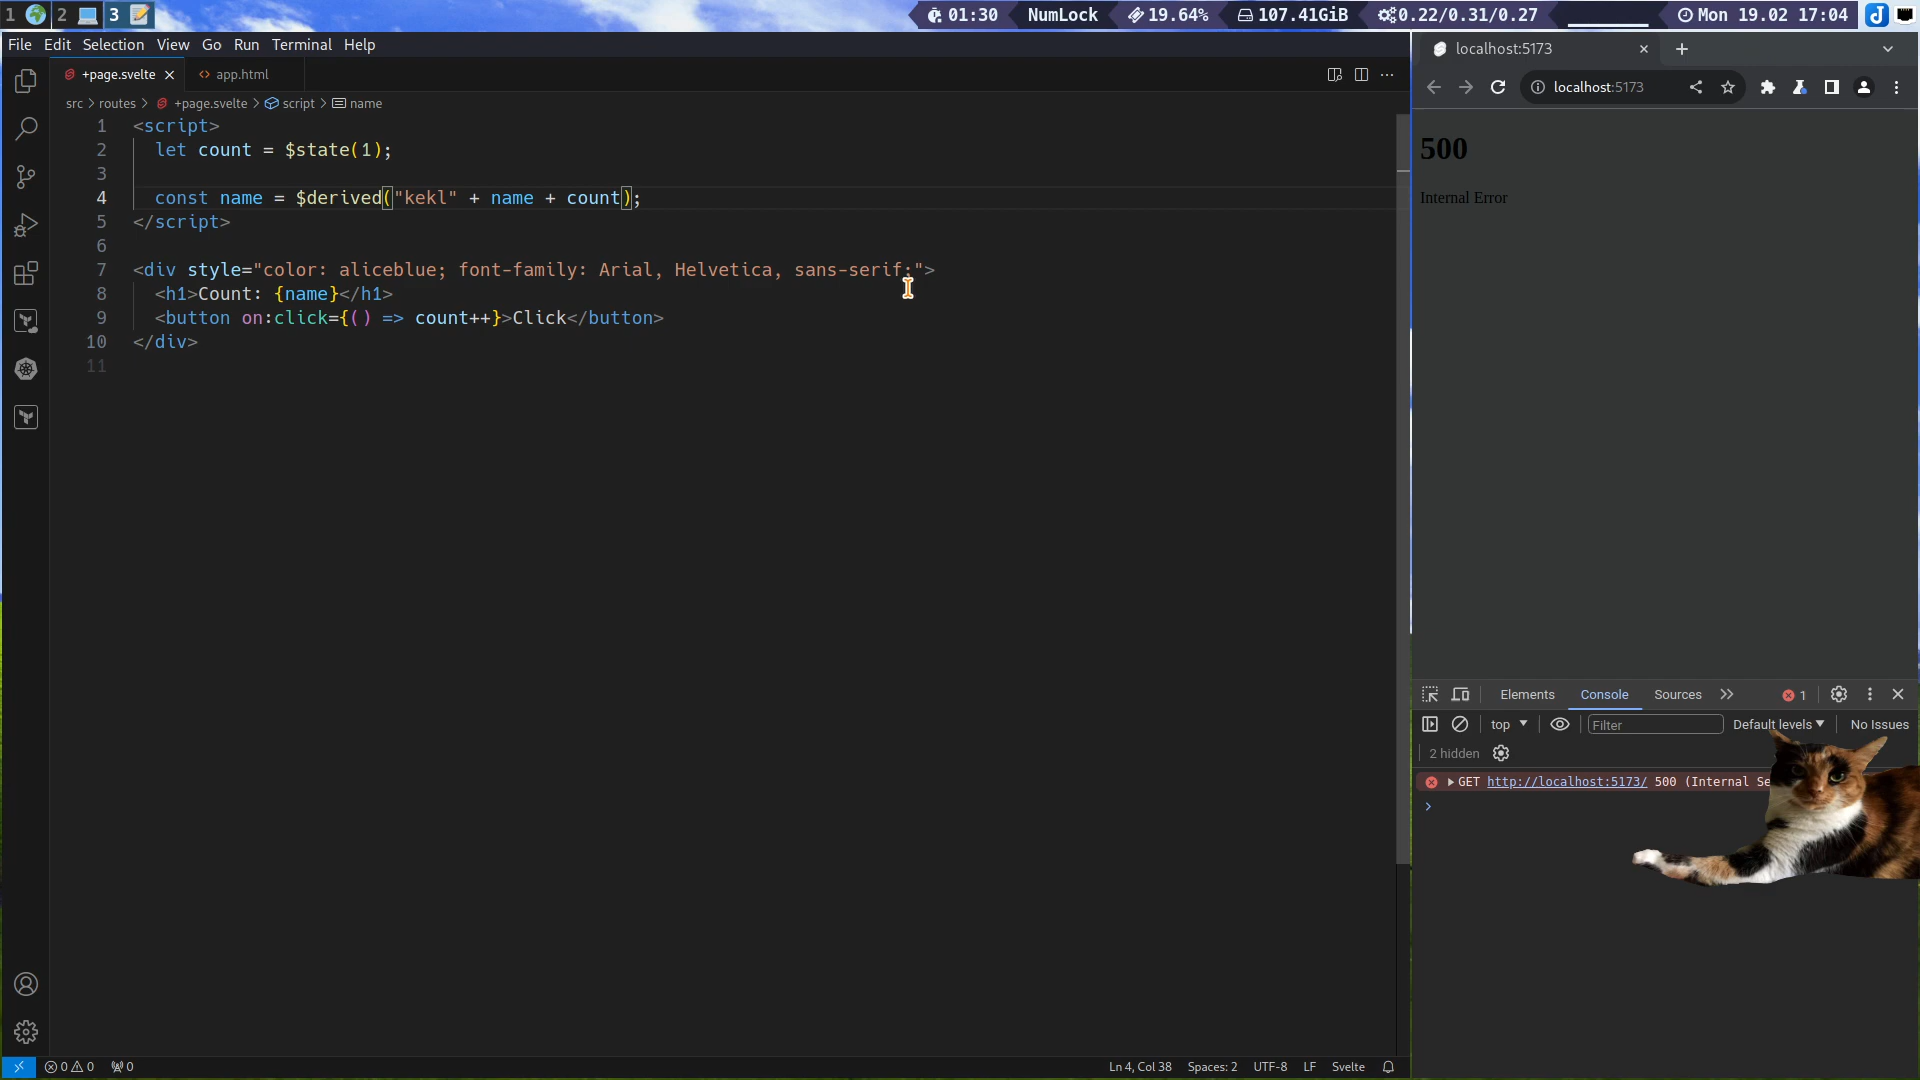 1 2 3 01:30 NumLock 19.64% 107.41GiB 0.22/0.31/0.27 Mon 19.02 17:04
File Edit Selection View Go Run Terminal Help
+page.svelte app.html
src > routes > +page.svelte > script > name
1 <script>
2 let count = $state(1);
3
4 const name = $derived("kekl" + name + count);
5 </script>
6
7 <div style="color: aliceblue; font-family: Arial, Helvetica, sans-serif;">
8 <h1>Count: {name}</h1>
9 <button on:click={() => count++}>Click</button>
10 </div>
11
0 0 0
Ln 4, Col 38 Spaces: 2 UTF-8 LF Svelte
localhost:5173
localhost:5173
500
Internal Error
Elements Console Sources 1
top Filter Default levels No Issues
2 hidden
GET http://localhost:5173/ 500 (Internal Se